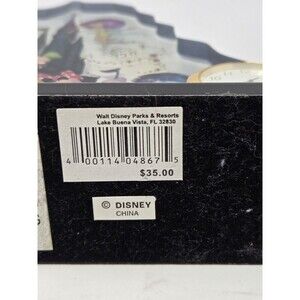 Walt Disney Parks & Resorts
Lake Buena Vista, FL 32830
4 00114 04867 5
$35.00
© DISNEY
CHINA